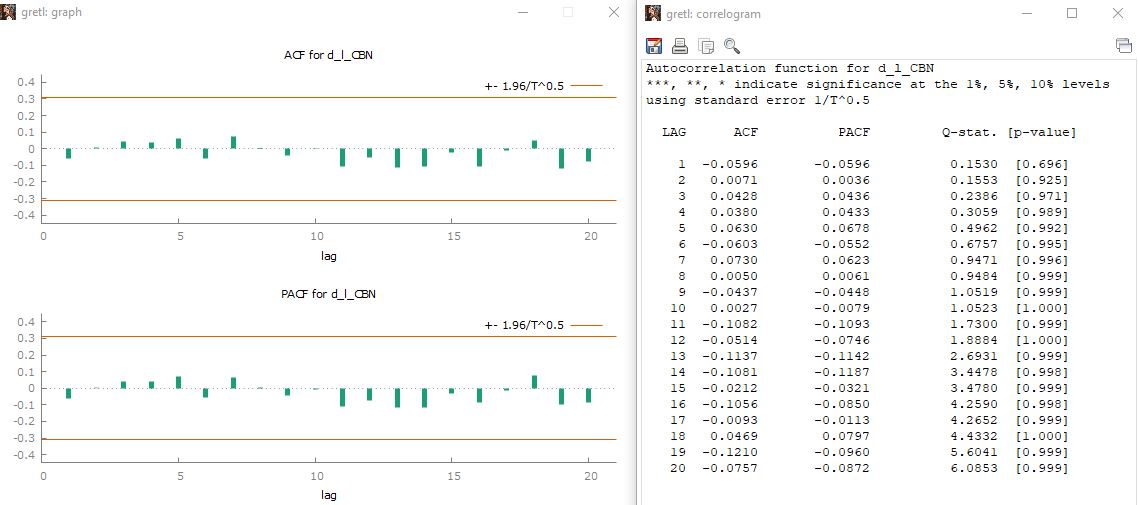 gretl: graph
ACF for d_l_CBN
+- 1.96/T^0.5
0.4
0.3
0.2
0.1
0
-0.1
-0.2
-0.3
-0.4
0 5 10 15 20
lag
PACF for d_l_CBN
+- 1.96/T^0.5
0.4
0.3
0.2
0.1
0
-0.1
-0.2
-0.3
-0.4
0 5 10 15 20
lag
gretl: correlogram
Autocorrelation function for d_l_CBN
***, **, * indicate significance at the 1%, 5%, 10% levels
using standard error 1/T^0.5
LAG ACF PACF Q-stat. [p-value]
1 -0.0596 -0.0596 0.1530 [0.696]
2 0.0071 0.0036 0.1553 [0.925]
3 0.0428 0.0436 0.2386 [0.971]
4 0.0380 0.0433 0.3059 [0.989]
5 0.0630 0.0678 0.4962 [0.992]
6 -0.0603 -0.0552 0.6757 [0.995]
7 0.0730 0.0623 0.9471 [0.996]
8 0.0050 0.0061 0.9484 [0.999]
9 -0.0437 -0.0448 1.0519 [0.999]
10 0.0027 -0.0079 1.0523 [1.000]
11 -0.1082 -0.1093 1.7300 [0.999]
12 -0.0514 -0.0746 1.8884 [1.000]
13 -0.1137 -0.1142 2.6931 [0.999]
14 -0.1081 -0.1187 3.4478 [0.998]
15 -0.0212 -0.0321 3.4780 [0.999]
16 -0.1056 -0.0850 4.2590 [0.998]
17 -0.0093 -0.0113 4.2652 [0.999]
18 0.0469 0.0797 4.4332 [1.000]
19 -0.1210 -0.0960 5.6041 [0.999]
20 -0.0757 -0.0872 6.0853 [0.999]